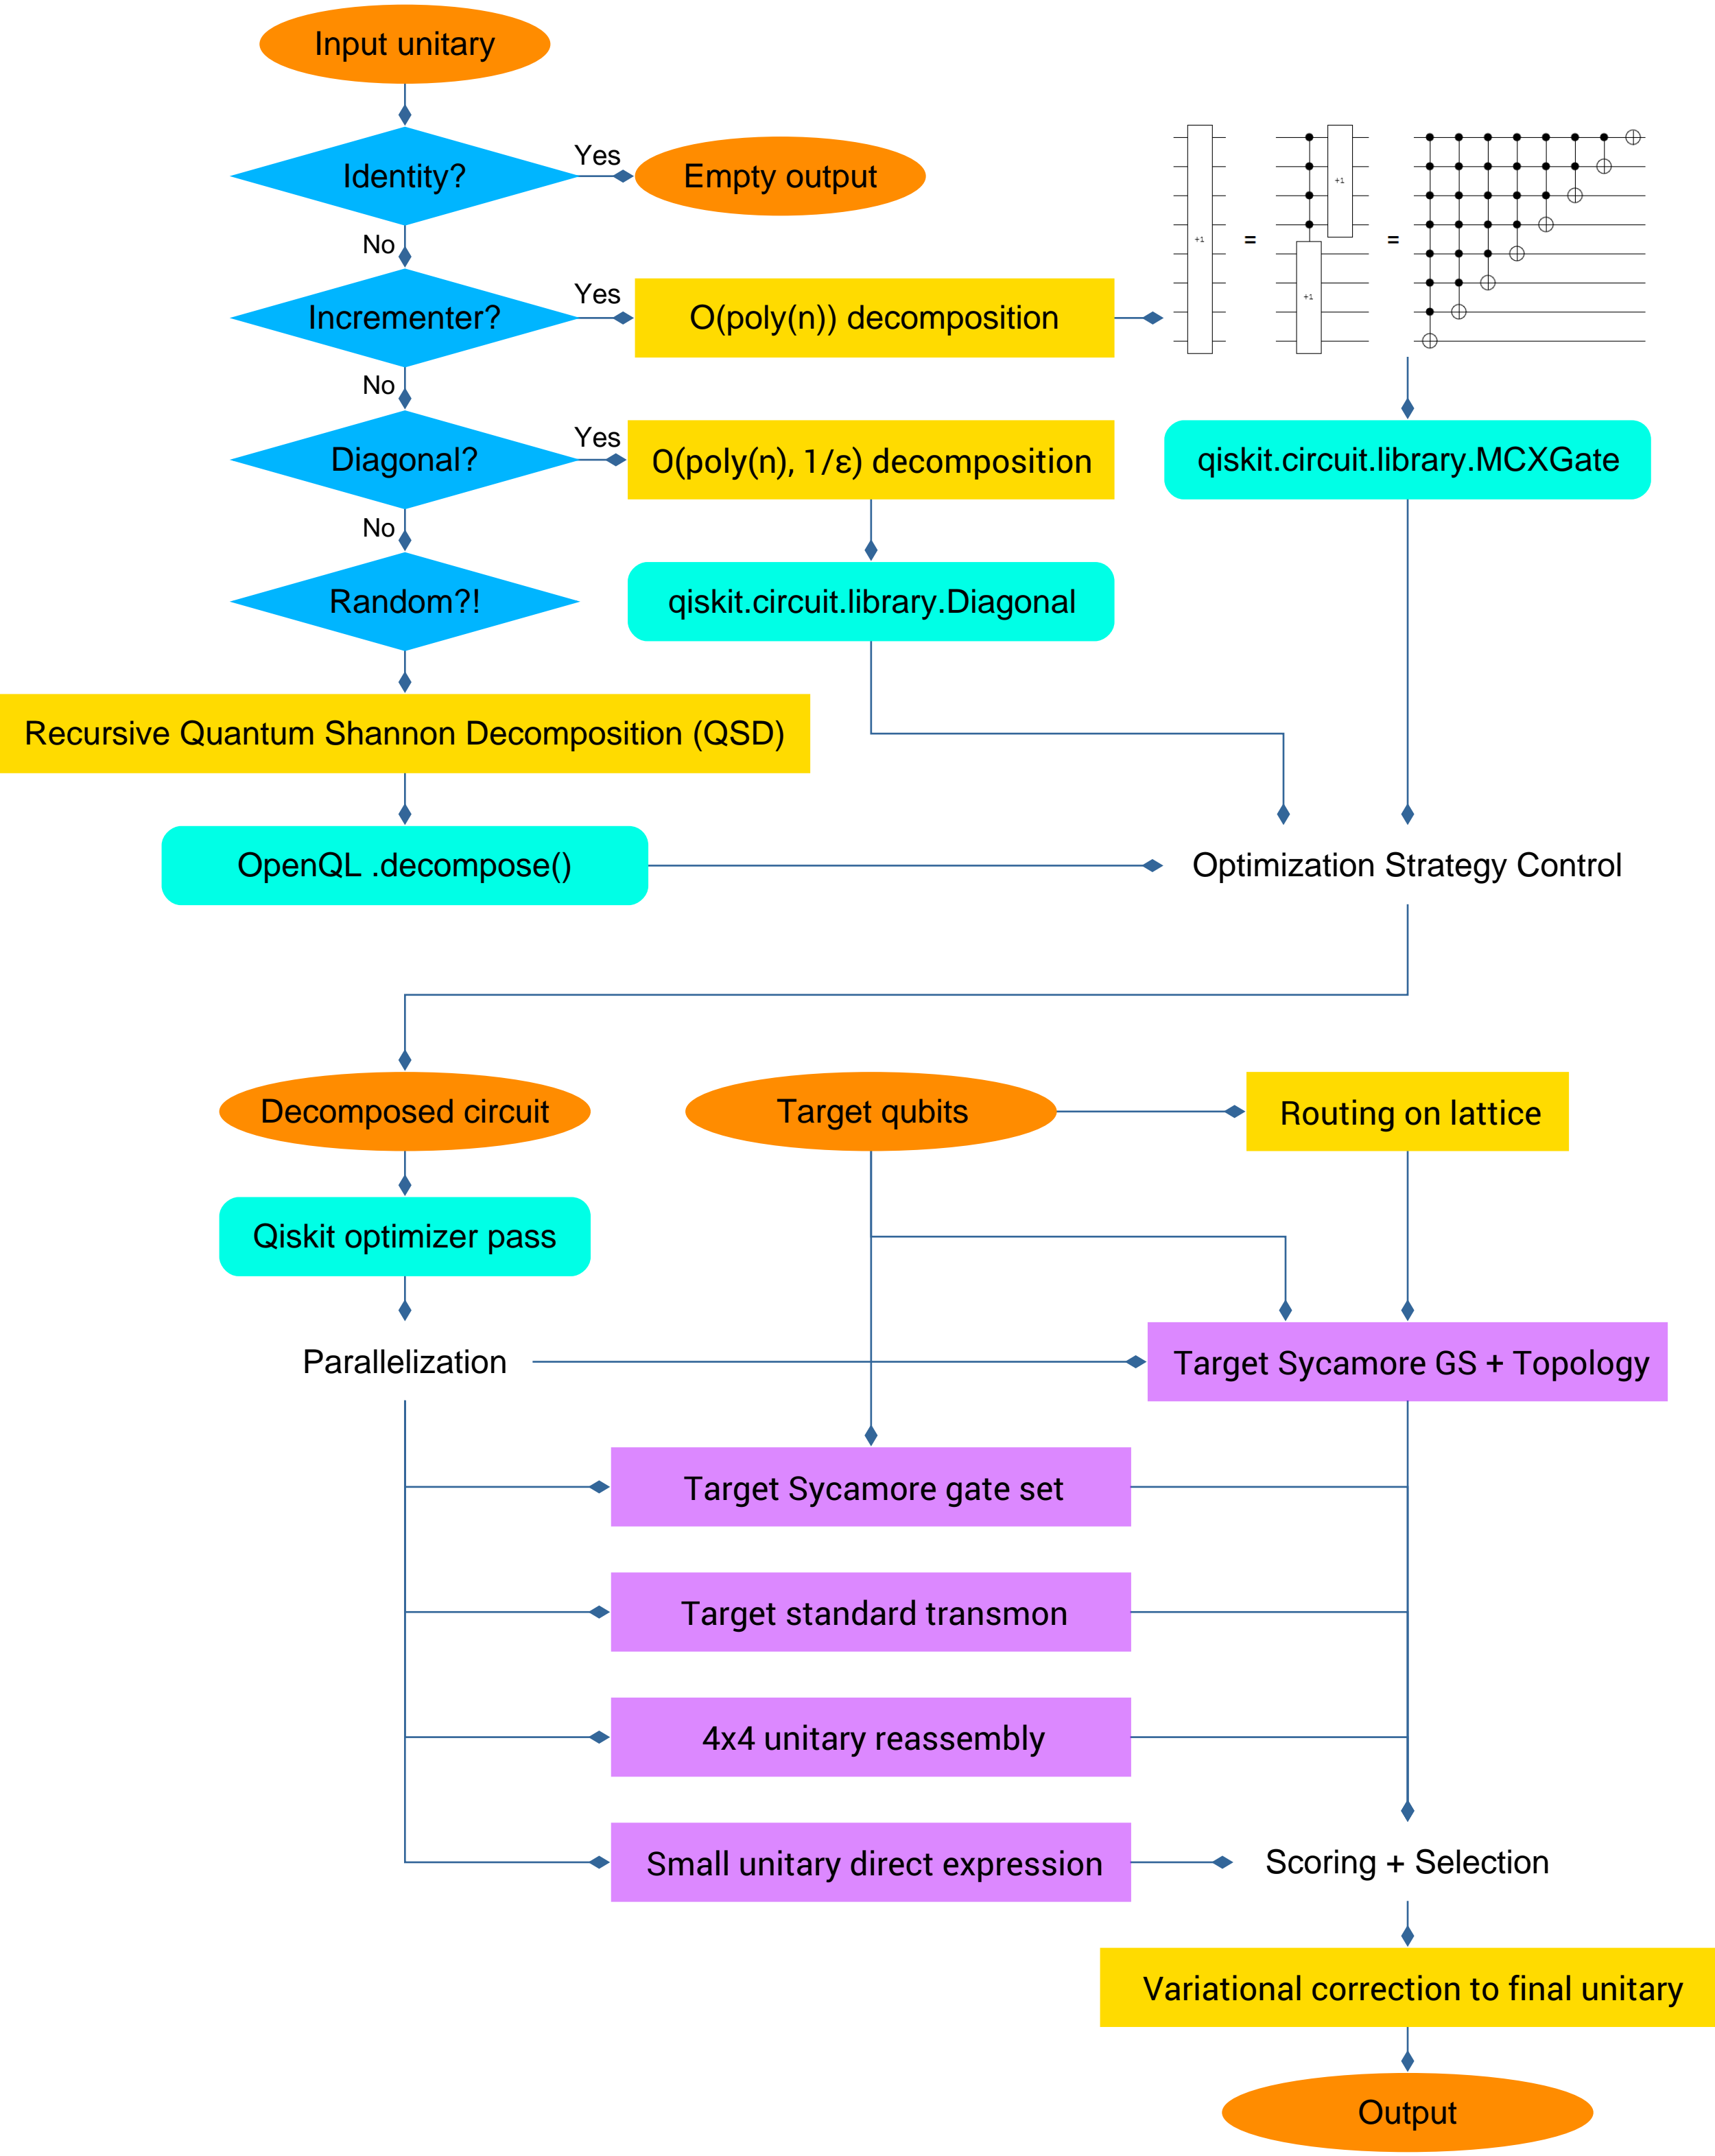 Input unitary
Identity?
Yes
Empty output
No
Incrementer?
Yes
O(poly(n)) decomposition
+1
=
+1
+1
=
No
Diagonal?
Yes
O(poly(n), 1/ε) decomposition
qiskit.circuit.library.MCXGate
No
Random?!
qiskit.circuit.library.Diagonal
Recursive Quantum Shannon Decomposition (QSD)
OpenQL .decompose()
Optimization Strategy Control
Decomposed circuit
Target qubits
Routing on lattice
Qiskit optimizer pass
Parallelization
Target Sycamore GS + Topology
Target Sycamore gate set
Target standard transmon
4x4 unitary reassembly
Small unitary direct expression
Scoring + Selection
Variational correction to final unitary
Output